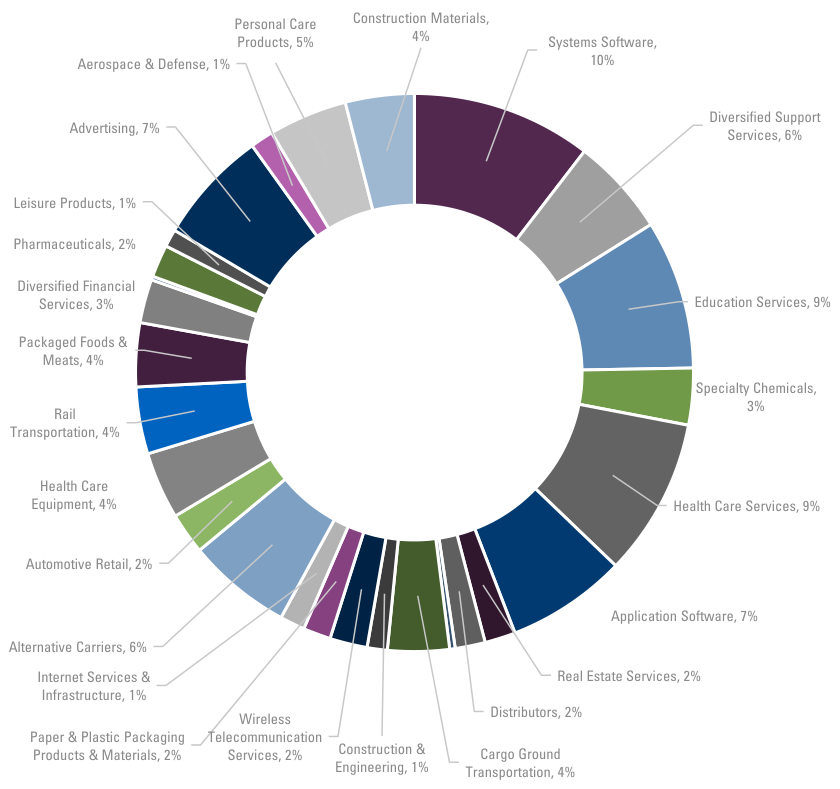 Construction Materials,
4%
Systems Software,
10%
Diversified Support
Services, 6%
Education Services, 9%
Specialty Chemicals,
3%
Health Care Services, 9%
Application Software, 7%
Real Estate Services, 2%
Distributors, 2%
Cargo Ground
Transportation, 4%
Construction &
Engineering, 1%
Wireless
Telecommunication
Services, 2%
Paper & Plastic Packaging
Products & Materials, 2%
Internet Services &
Infrastructure, 1%
Alternative Carriers, 6%
Automotive Retail, 2%
Health Care
Equipment, 4%
Rail
Transportation, 4%
Packaged Foods &
Meats, 4%
Diversified Financial
Services, 3%
Pharmaceuticals, 2%
Leisure Products, 1%
Advertising, 7%
Aerospace & Defense, 1%
Personal Care
Products, 5%